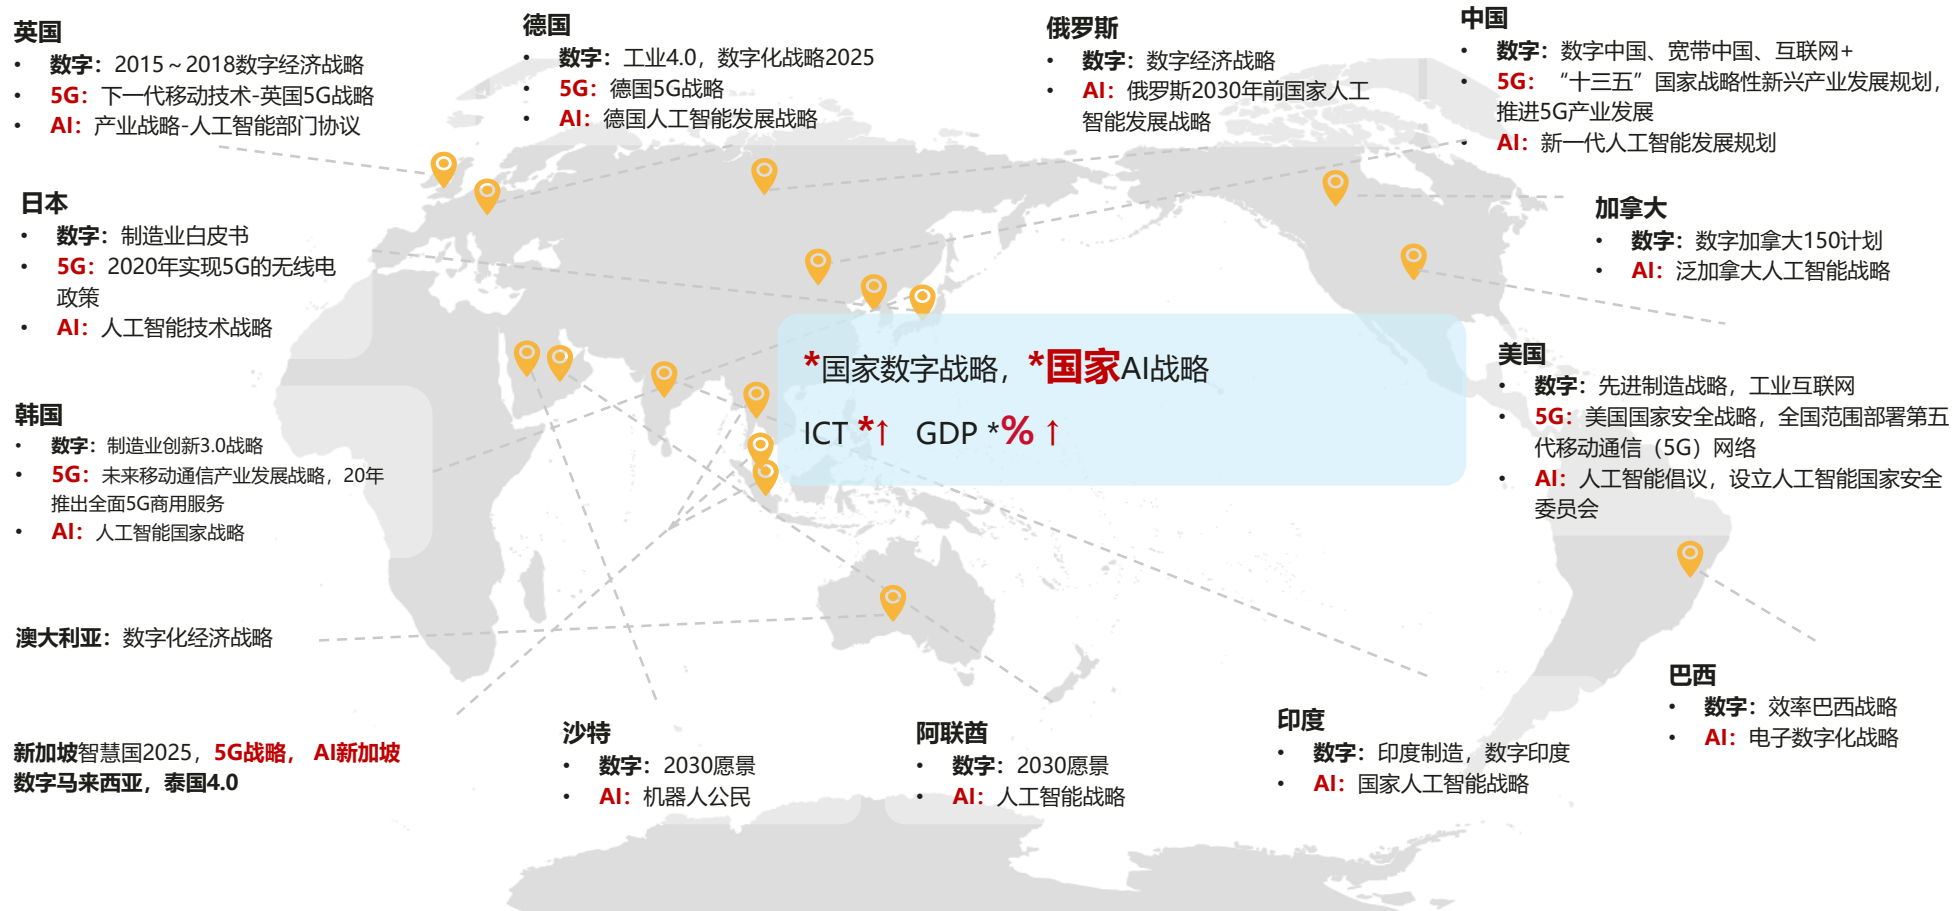 英国
• 数字：2015～2018数字经济战略
• 5G：下一代移动技术-英国5G战略
• AI：产业战略-人工智能部门协议
德国
• 数字：工业4.0，数字化战略2025
• 5G：德国5G战略
• AI：德国人工智能发展战略
俄罗斯
• 数字：数字经济战略
• AI：俄罗斯2030年前国家人工
智能发展战略
中国
• 数字：数字中国、宽带中国、互联网+
• 5G：“十三五”国家战略性新兴产业发展规划，
推进5G产业发展
• AI：新一代人工智能发展规划
日本
• 数字：制造业白皮书
• 5G：2020年实现5G的无线电
政策
• AI：人工智能技术战略
加拿大
• 数字：数字加拿大150计划
• AI：泛加拿大人工智能战略
*国家数字战略，*国家AI战略
ICT *↑ GDP *% ↑
美国
• 数字：先进制造战略，工业互联网
• 5G：美国国家安全战略，全国范围部署第五
代移动通信（5G）网络
• AI：人工智能倡议，设立人工智能国家安全
委员会
韩国
• 数字：制造业创新3.0战略
• 5G：未来移动通信产业发展战略，20年
推出全面5G商用服务
• AI：人工智能国家战略
澳大利亚：数字化经济战略
新加坡智慧国2025，5G战略， AI新加坡
数字马来西亚，泰国4.0
沙特
• 数字：2030愿景
• AI：机器人公民
阿联酋
• 数字：2030愿景
• AI：人工智能战略
印度
• 数字：印度制造，数字印度
• AI：国家人工智能战略
巴西
• 数字：效率巴西战略
• AI：电子数字化战略